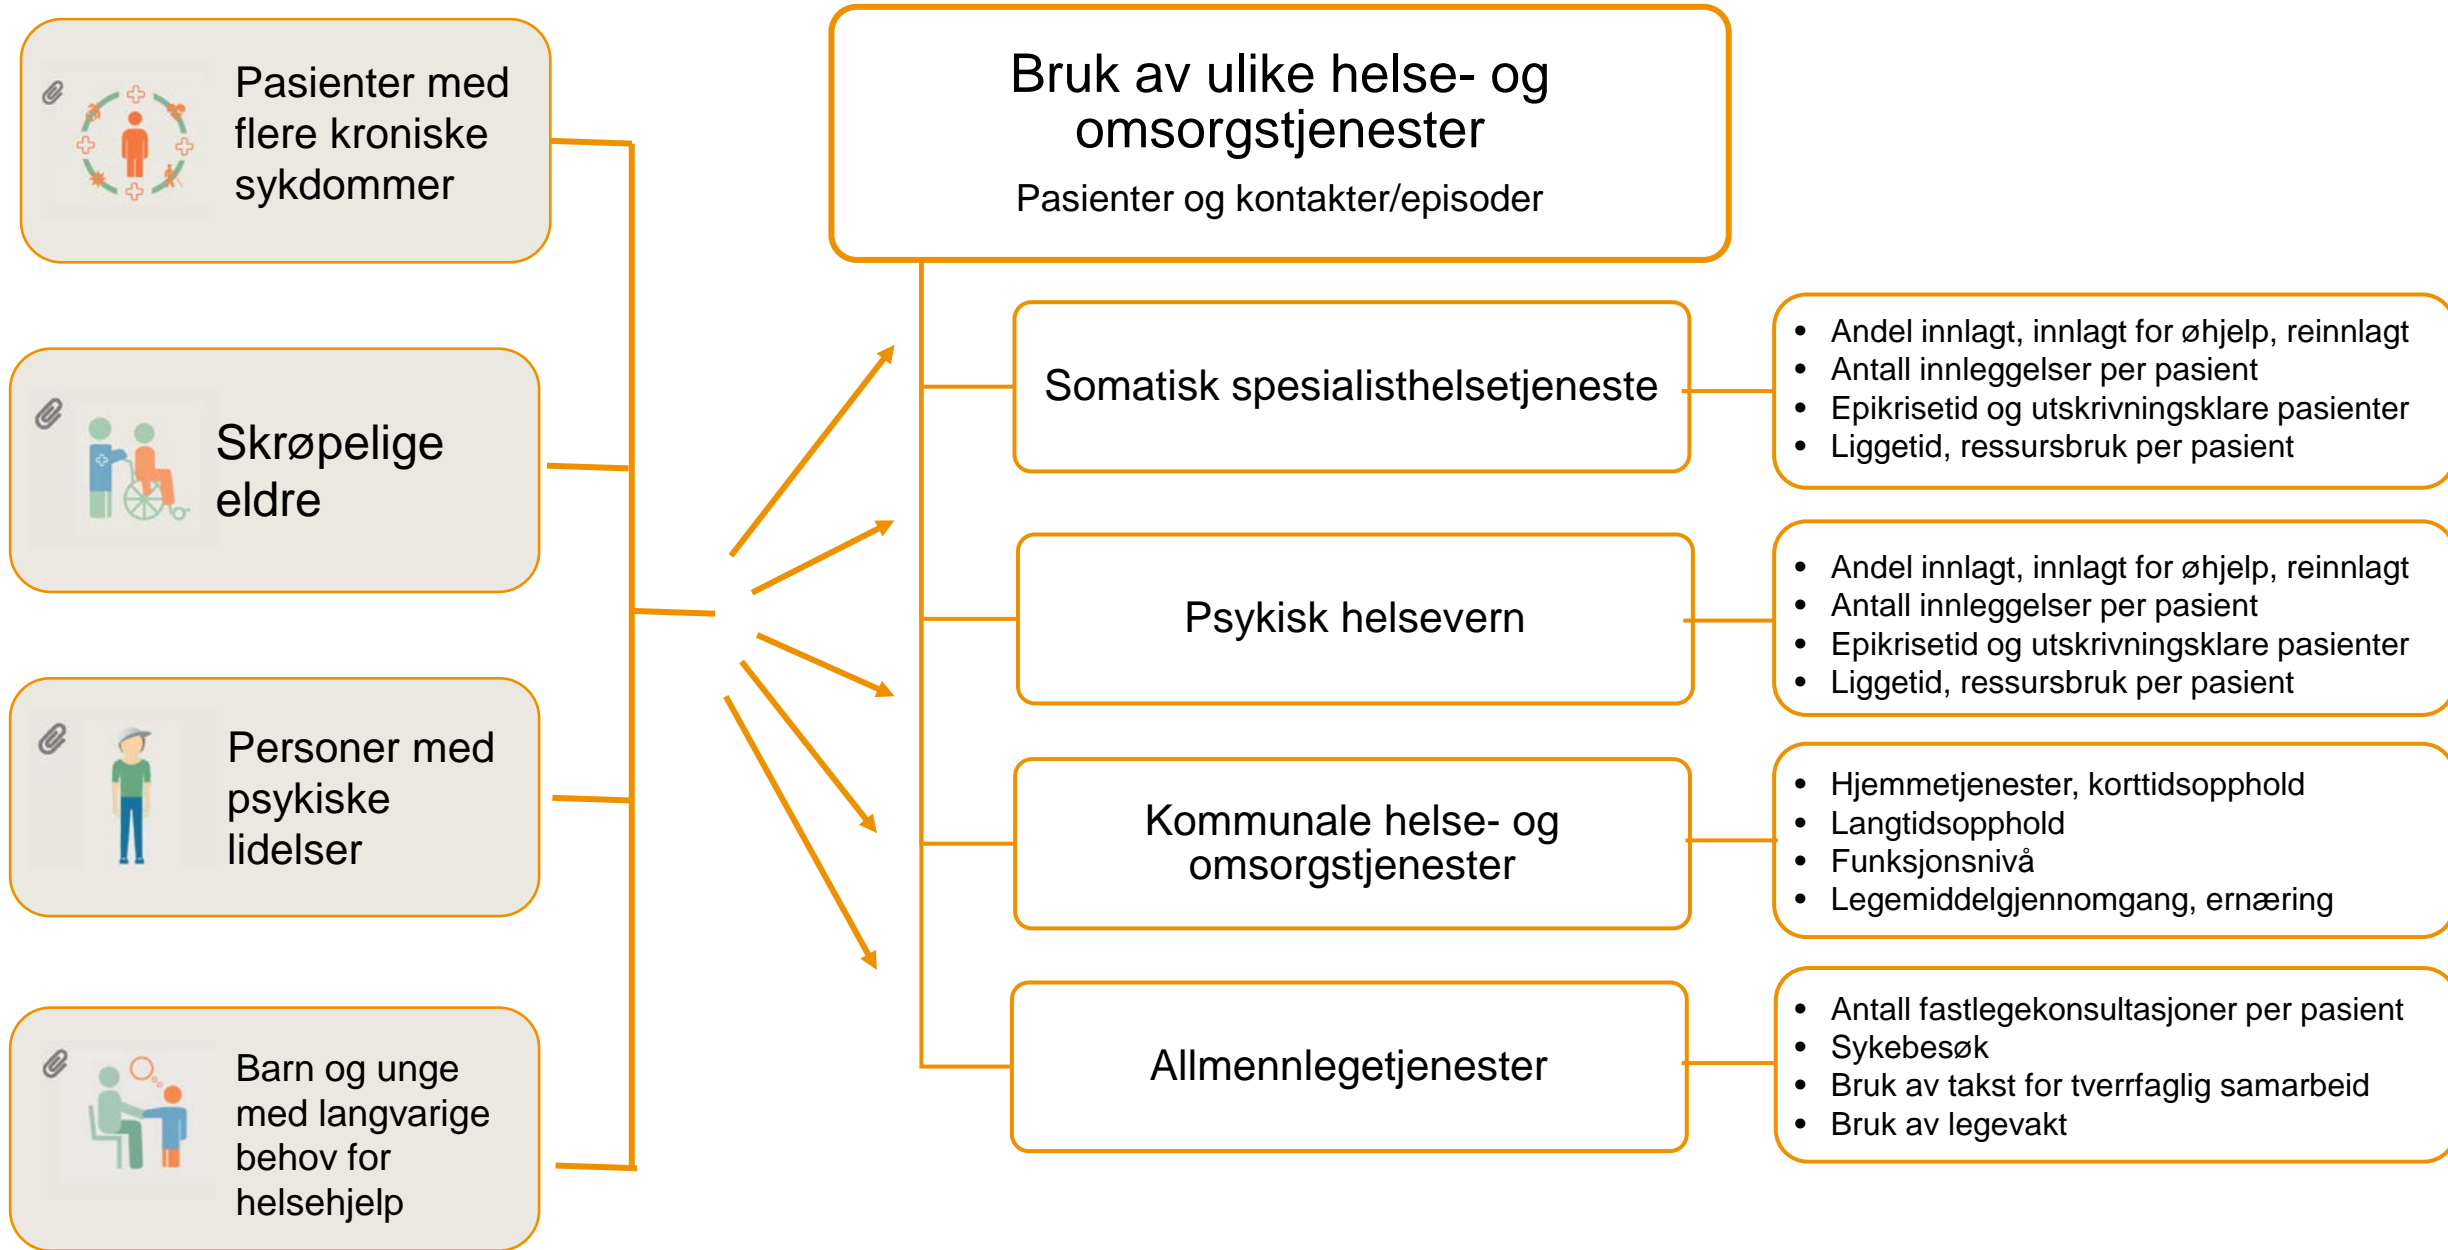 Pasienter med
flere kroniske
sykdommer
Skrøpelige
eldre
Personer med
psykiske
lidelser
Barn og unge
med langvarige
behov for
helsehjelp
Bruk av ulike helse- og
omsorgstjenester
Pasienter og kontakter/episoder
Somatisk spesialisthelsetjeneste
• Andel innlagt, innlagt for øhjelp, reinnlagt
• Antall innleggelser per pasient
• Epikrisetid og utskrivningsklare pasienter
• Liggetid, ressursbruk per pasient
Psykisk helsevern
• Andel innlagt, innlagt for øhjelp, reinnlagt
• Antall innleggelser per pasient
• Epikrisetid og utskrivningsklare pasienter
• Liggetid, ressursbruk per pasient
Kommunale helse- og
omsorgstjenester
• Hjemmetjenester, korttidsopphold
• Langtidsopphold
• Funksjonsnivå
• Legemiddelgjennomgang, ernæring
Allmennlegetjenester
• Antall fastlegekonsultasjoner per pasient
• Sykebesøk
• Bruk av takst for tverrfaglig samarbeid
• Bruk av legevakt